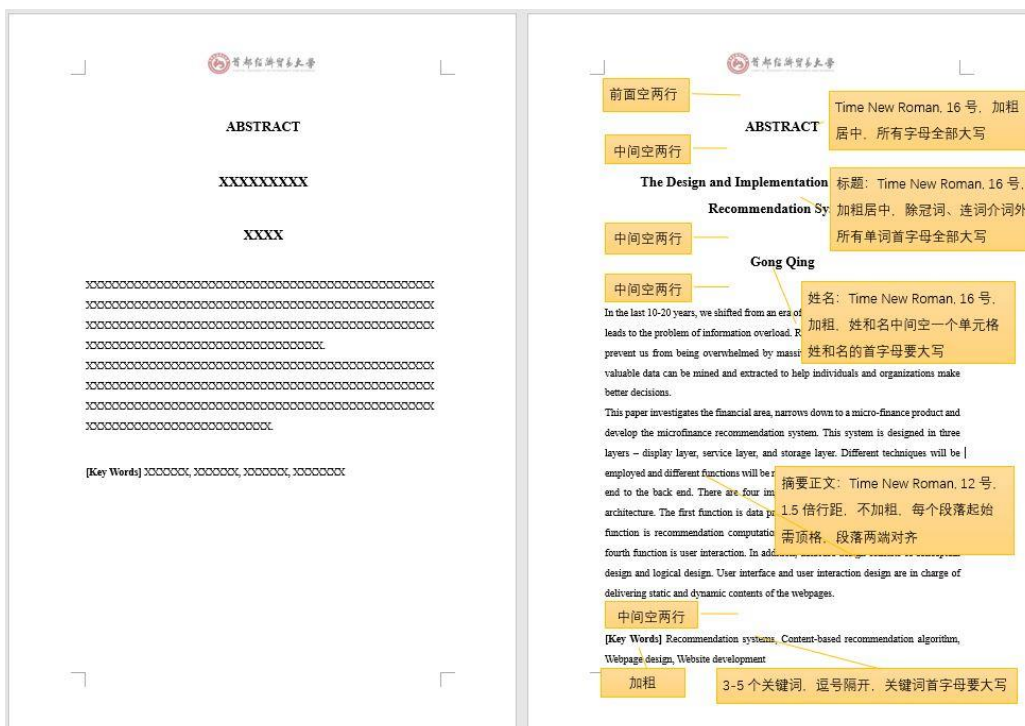 首都经济贸易大学
ABSTRACT
XXXXXXXXX
XXXX
XXXXXXXXXXXXXXXXXXXXXXXXXXXXXXXXXXXXXXXXXXXXXXX
XXXXXXXXXXXXXXXXXXXXXXXXXXXXXXXXXXXXXXXXXXXXXXX
XXXXXXXXXXXXXXXXXXXXXXXXXXXXXXXXXXXXXXXXXXXXXXX
XXXXXXXXXXXXXXXXXXXXXXXXXXXXXXXX.
XXXXXXXXXXXXXXXXXXXXXXXXXXXXXXXXXXXXXXXXXXXXXXX
XXXXXXXXXXXXXXXXXXXXXXXXXXXXXXXXXXXXXXXXXXXXXXX
XXXXXXXXXXXXXXXXXXXXXXXXXXXXXXXXXXXXXXXXXXXXXXX
XXXXXXXXXXXXXXXXXXXXXXXXX.
[Key Words] XXXXXX, XXXXXX, XXXXXX, XXXXXXX
首都经济贸易大学
前面空两行
Time New Roman, 16 号, 加粗
居中, 所有字母全部大写
ABSTRACT
中间空两行
The Design and Implementation
标题: Time New Roman, 16 号,
加粗居中, 除冠词、连词介词外
所有单词首字母全部大写
Recommendation Sy
中间空两行
Gong Qing
中间空两行
姓名: Time New Roman, 16 号,
加粗, 姓和名中间空一个单元格
姓和名的首字母要大写
In the last 10-20 years, we shifted from an era of
leads to the problem of information overload. R
prevent us from being overwhelmed by massi
valuable data can be mined and extracted to help individuals and organizations make
better decisions.
This paper investigates the financial area, narrows down to a micro-finance product and
develop the microfinance recommendation system. This system is designed in three
layers – display layer, service layer, and storage layer. Different techniques will be
employed and different functions will be
end to the back end. There are four im
architecture. The first function is data p
function is recommendation computatio
fourth function is user interaction. In
摘要正文: Time New Roman, 12 号,
1.5 倍行距, 不加粗, 每个段落起始
需顶格, 段落两端对齐
design and logical design. User interface and user interaction design are in charge of
delivering static and dynamic contents of the webpages.
中间空两行
[Key Words] Recommendation systems, Content-based recommendation algorithm,
Webpage design, Website development
加粗
3-5 个关键词, 逗号隔开, 关键词首字母要大写